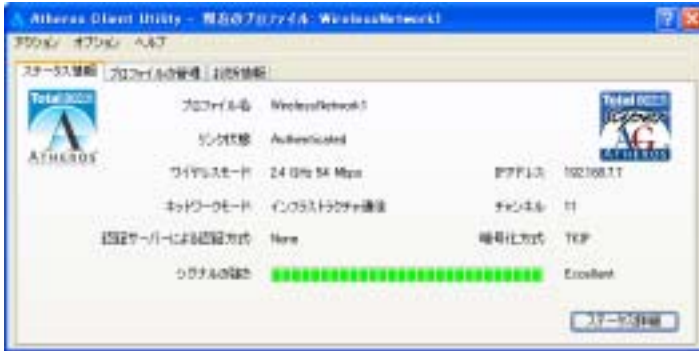 Atheros Client Utility - 現在のプロファイル: WirelessNetwork1
アクション オプション ヘルプ
ステータス情報 プロファイルの管理 診断情報
Total 802.11
ATHEROS
Total 802.11
AG
ATHEROS
プロファイル名 WirelessNetwork1
リンク状態 Authenticated
ワイヤレスモード 2.4 GHz 54 Mbps IPアドレス 192.168.1.1
ネットワークモード インフラストラクチャ通信 チャンネル 11
認証サーバーによる認証方式 None 暗号化方式 TKIP
シグナルの強さ Excellent
ステータス詳細